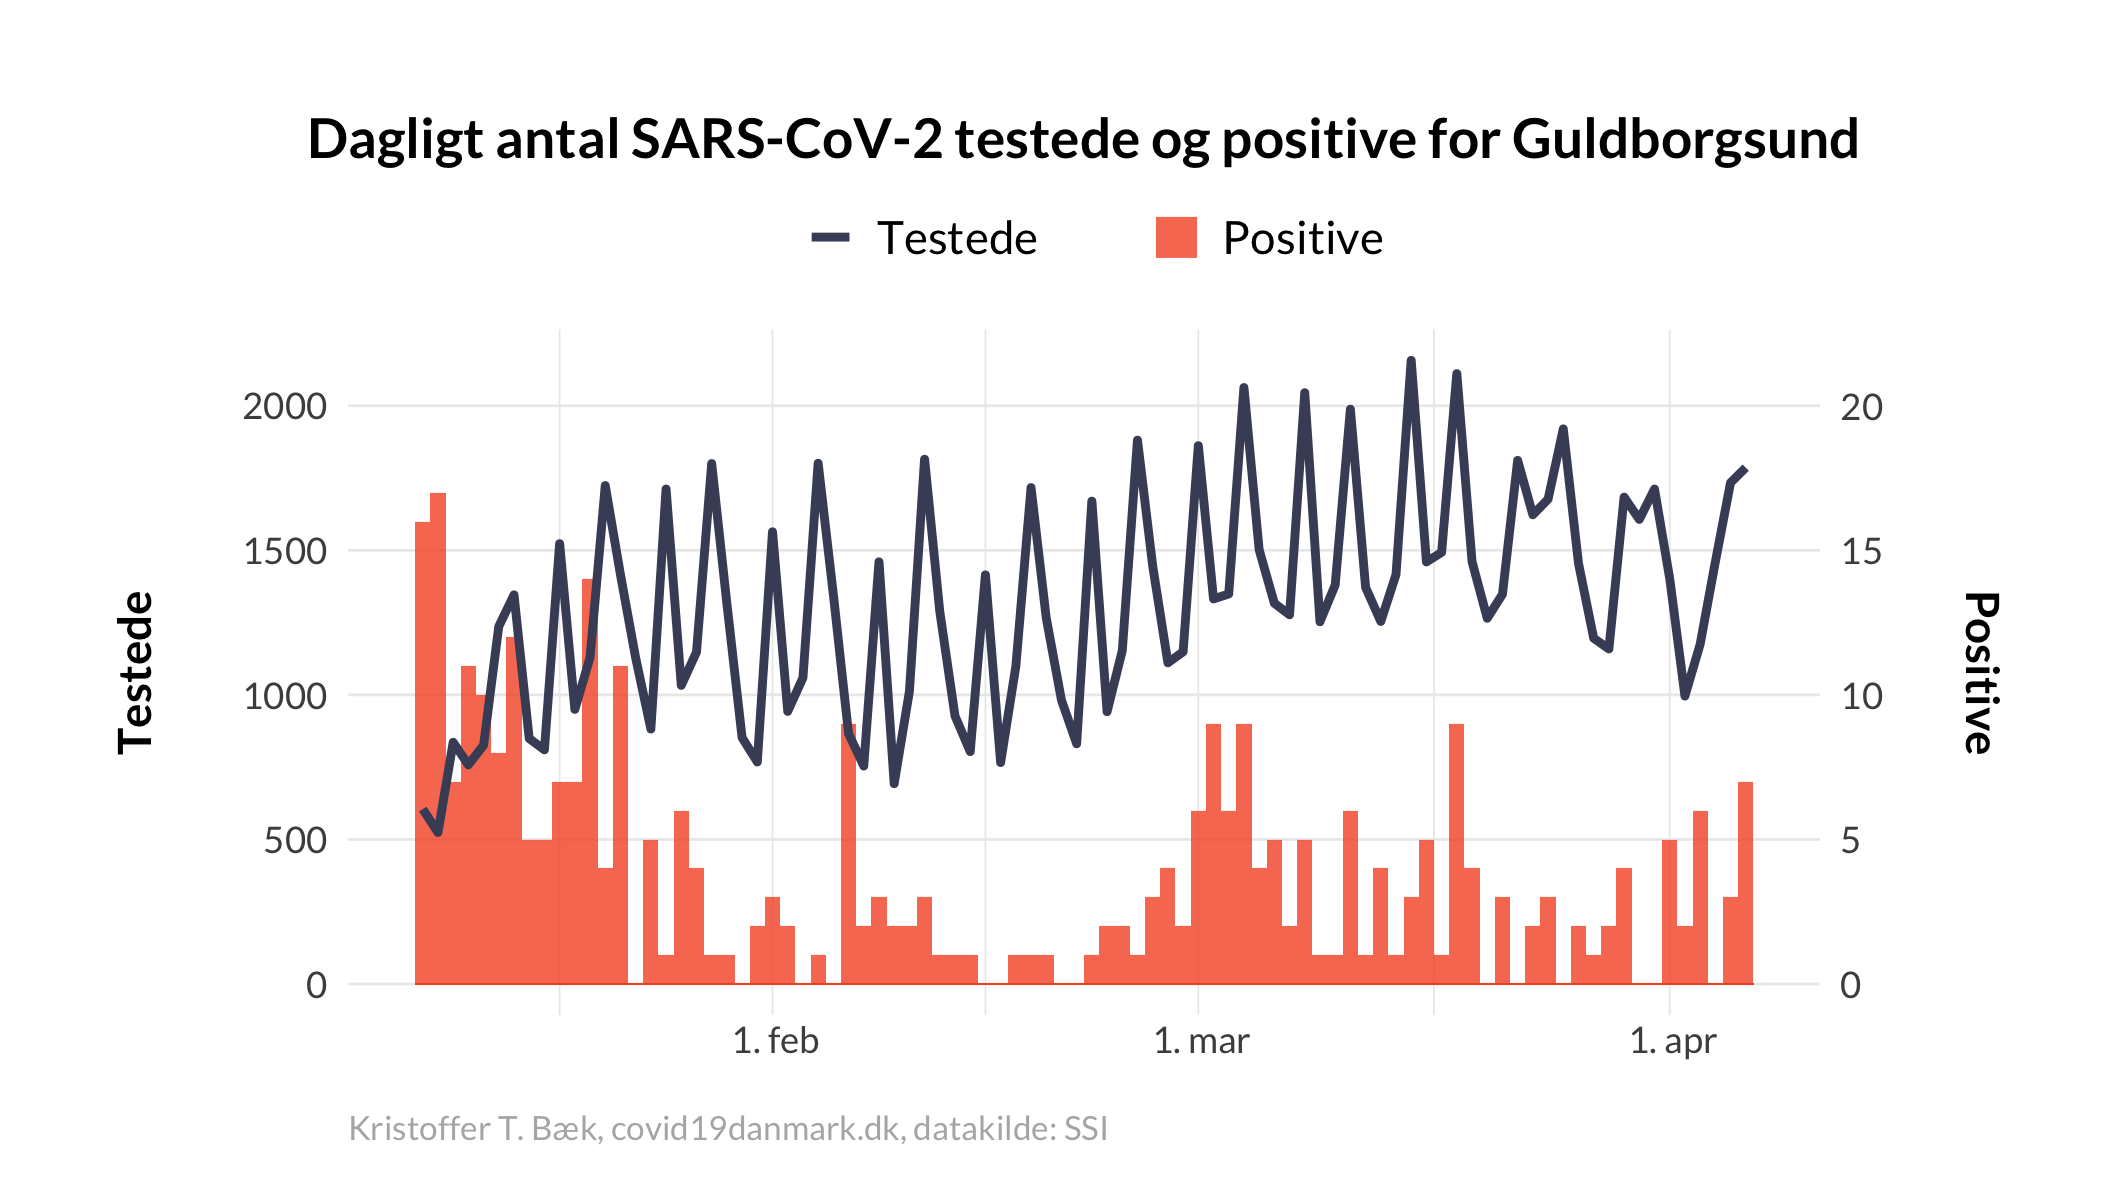 Dagligt antal SARS-CoV-2 testede og positive for Guldborgsund
Testede
Positive
2000
1500
1000
500
0
Testede
20
15
10
5
0
Positive
1. feb
1. mar
1. apr
Kristoffer T. Bæk, covid19danmark.dk, datakilde: SSI